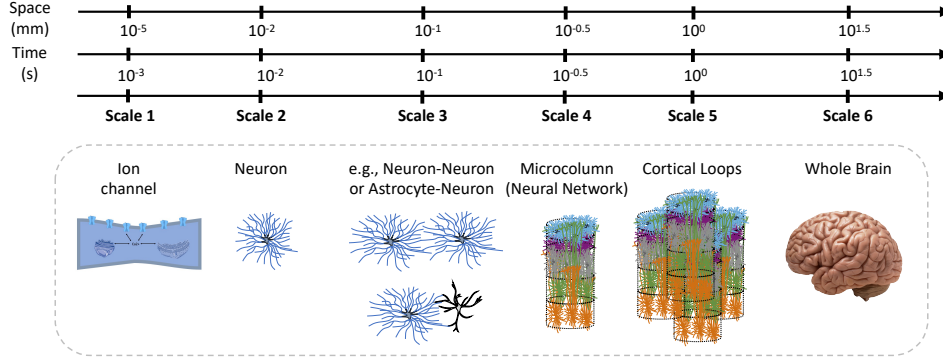 Space
(mm)
10-5 10-2 10-1 10-0.5 100 101.5
Time
(s)
10-3 10-2 10-1 10-0.5 100 101.5
Scale 1 Scale 2 Scale 3 Scale 4 Scale 5 Scale 6
Ion
channel
Neuron
e.g., Neuron-Neuron
or Astrocyte-Neuron
Microcolumn
(Neural Network)
Cortical Loops
Whole Brain